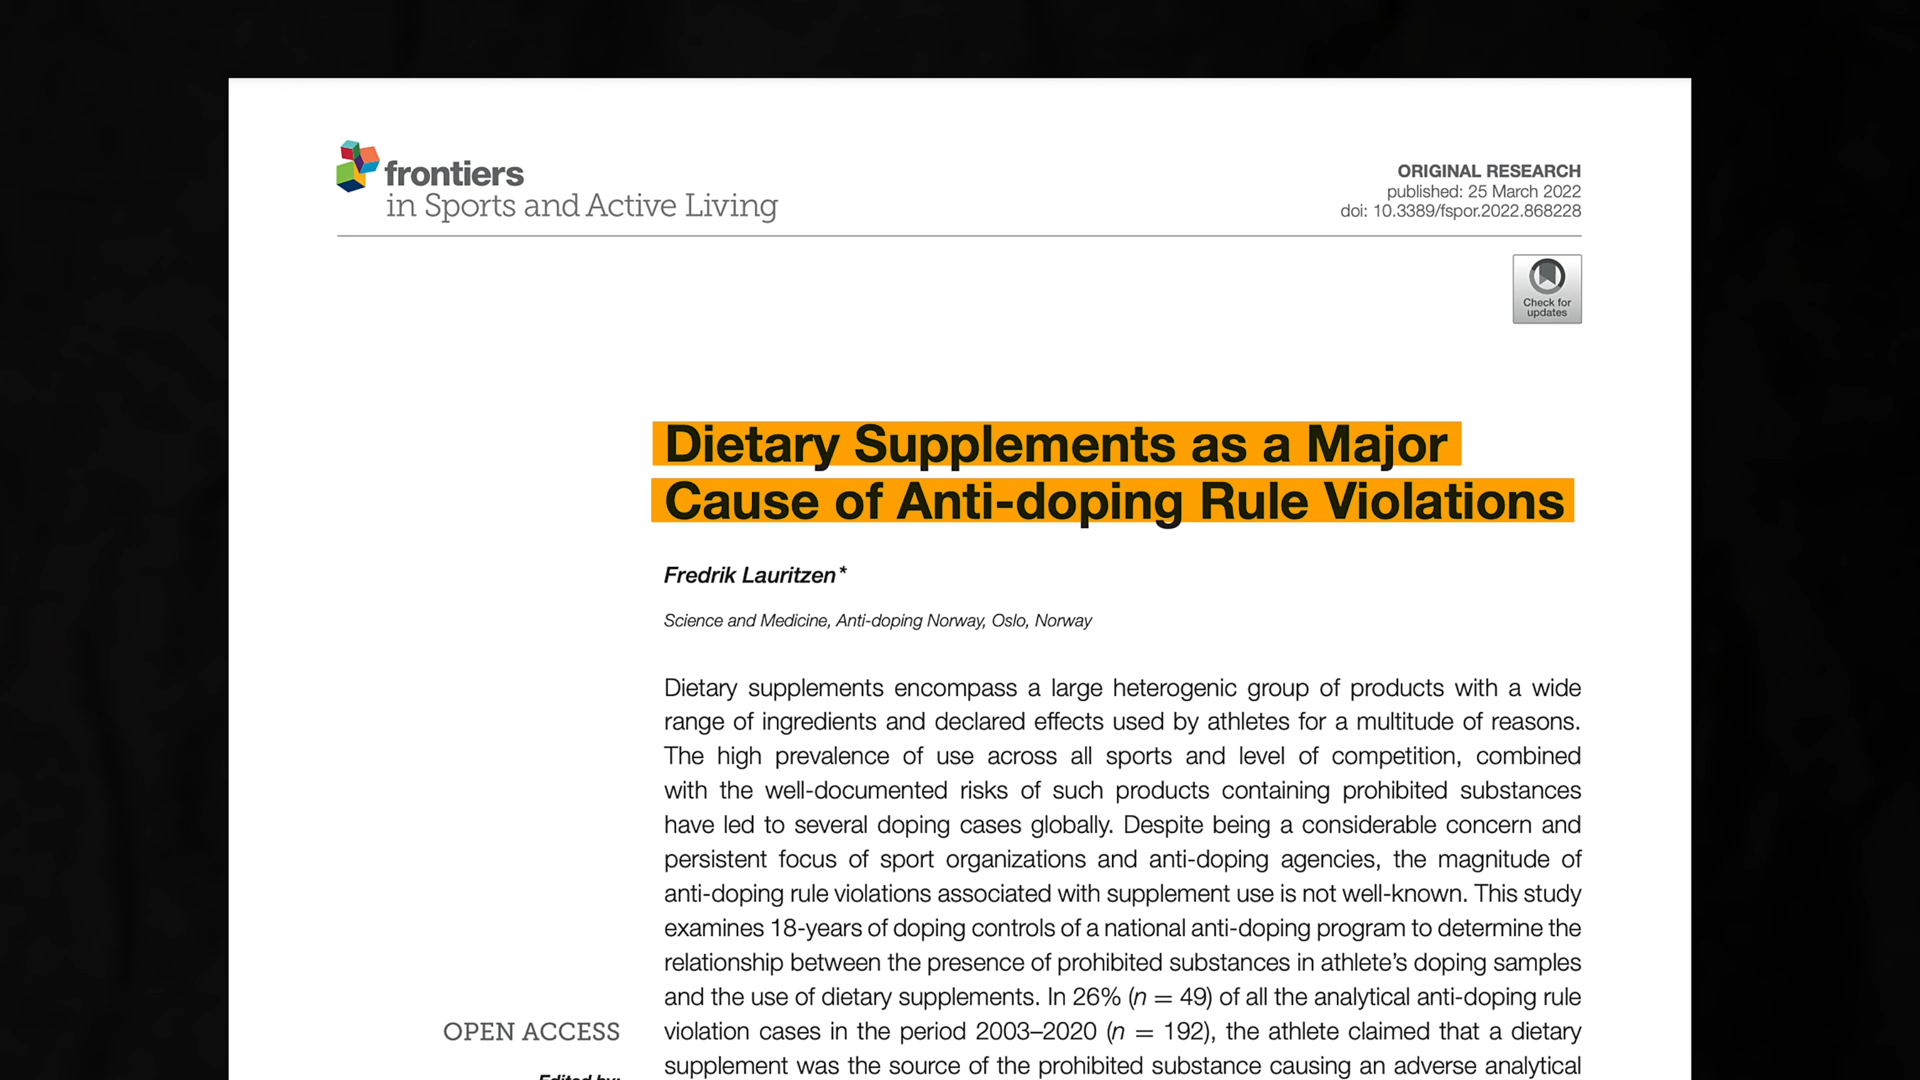 frontiers
in Sports and Active Living
ORIGINAL RESEARCH
published: 25 March 2022
doi: 10.3389/fspor.2022.868228
Check for
updates
Dietary Supplements as a Major
Cause of Anti-doping Rule Violations
Fredrik Lauritzen*
Science and Medicine, Anti-doping Norway, Oslo, Norway
Dietary supplements encompass a large heterogenic group of products with a wide
range of ingredients and declared effects used by athletes for a multitude of reasons.
The high prevalence of use across all sports and level of competition, combined
with the well-documented risks of such products containing prohibited substances
have led to several doping cases globally. Despite being a considerable concern and
persistent focus of sport organizations and anti-doping agencies, the magnitude of
anti-doping rule violations associated with supplement use is not well-known. This study
examines 18-years of doping controls of a national anti-doping program to determine the
relationship between the presence of prohibited substances in athlete's doping samples
and the use of dietary supplements. In 26% (n = 49) of all the analytical anti-doping rule
violation cases in the period 2003–2020 (n = 192), the athlete claimed that a dietary
supplement was the source of the prohibited substance causing an adverse analytical
OPEN ACCESS
Edited by: